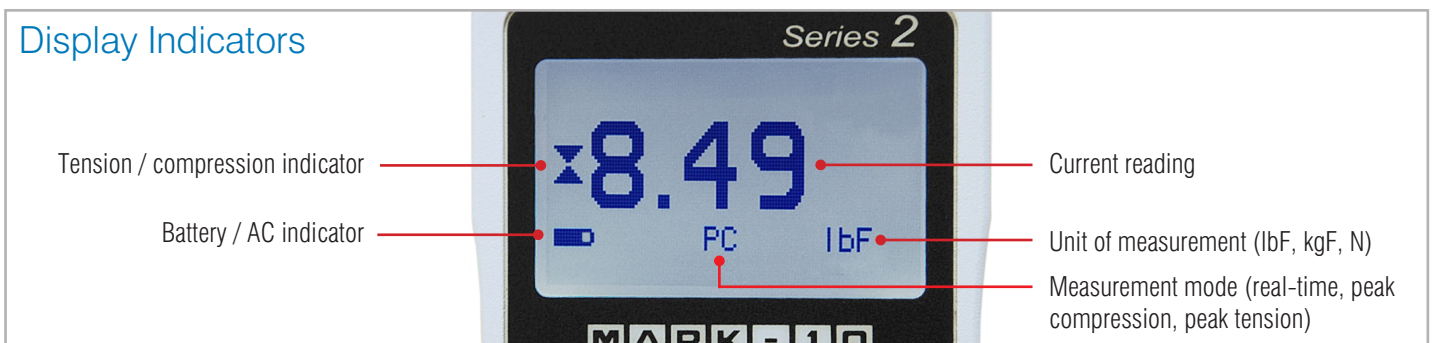 Display Indicators
Series 2
Tension / compression indicator
8.49
Current reading
Battery / AC indicator
PC
lbF
Unit of measurement (lbF, kgF, N)
Measurement mode (real-time, peak
compression, peak tension)
MARK-10